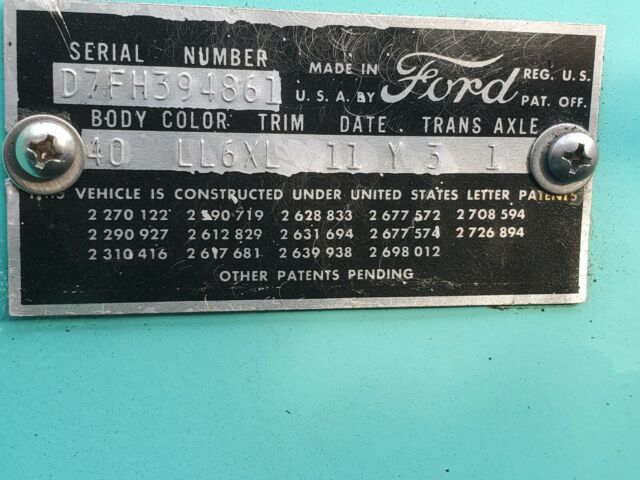 SERIAL NUMBER
D7FH394861
MADE IN
U. S. A. BY
Ford
REG. U. S.
PAT. OFF.
BODY COLOR TRIM DATE TRANS AXLE
40 LL6XL 11 Y 3 1
VEHICLE IS CONSTRUCTED UNDER UNITED STATES LETTER PATENTS
2 270 122 2 590 719 2 628 833 2 677 572 2 708 594
2 290 927 2 612 829 2 631 694 2 677 574 2 726 894
2 310 416 2 617 681 2 639 938 2 698 012
OTHER PATENTS PENDING